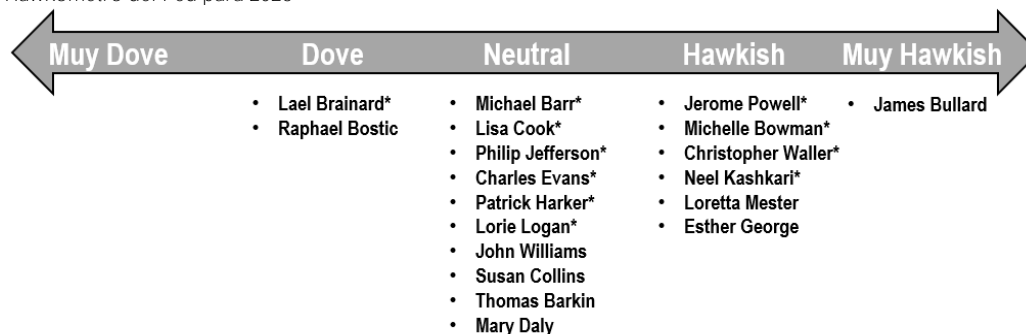 Hawkómetro del Fed para 2023
Muy Dove
Dove
Neutral
Hawkish
Muy Hawkish
• Lael Brainard*
• Raphael Bostic
• Michael Barr*
• Lisa Cook*
• Philip Jefferson*
• Charles Evans*
• Patrick Harker*
• Lorie Logan*
• John Williams
• Susan Collins
• Thomas Barkin
• Mary Daly
• Jerome Powell*
• Michelle Bowman*
• Christopher Waller*
• Neel Kashkari*
• Loretta Mester
• Esther George
• James Bullard